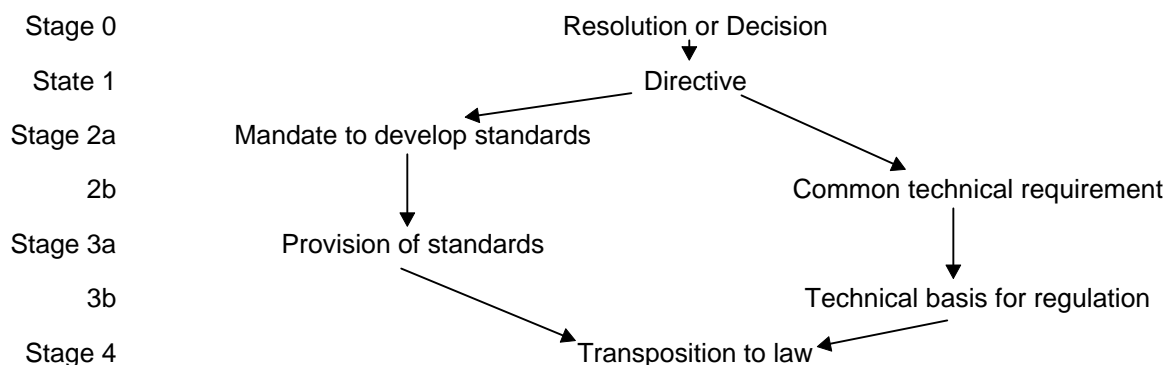 Stage 0 Resolution or Decision
State 1 Directive
Stage 2a Mandate to develop standards
2b Common technical requirement
Stage 3a Provision of standards
3b Technical basis for regulation
Stage 4 Transposition to law